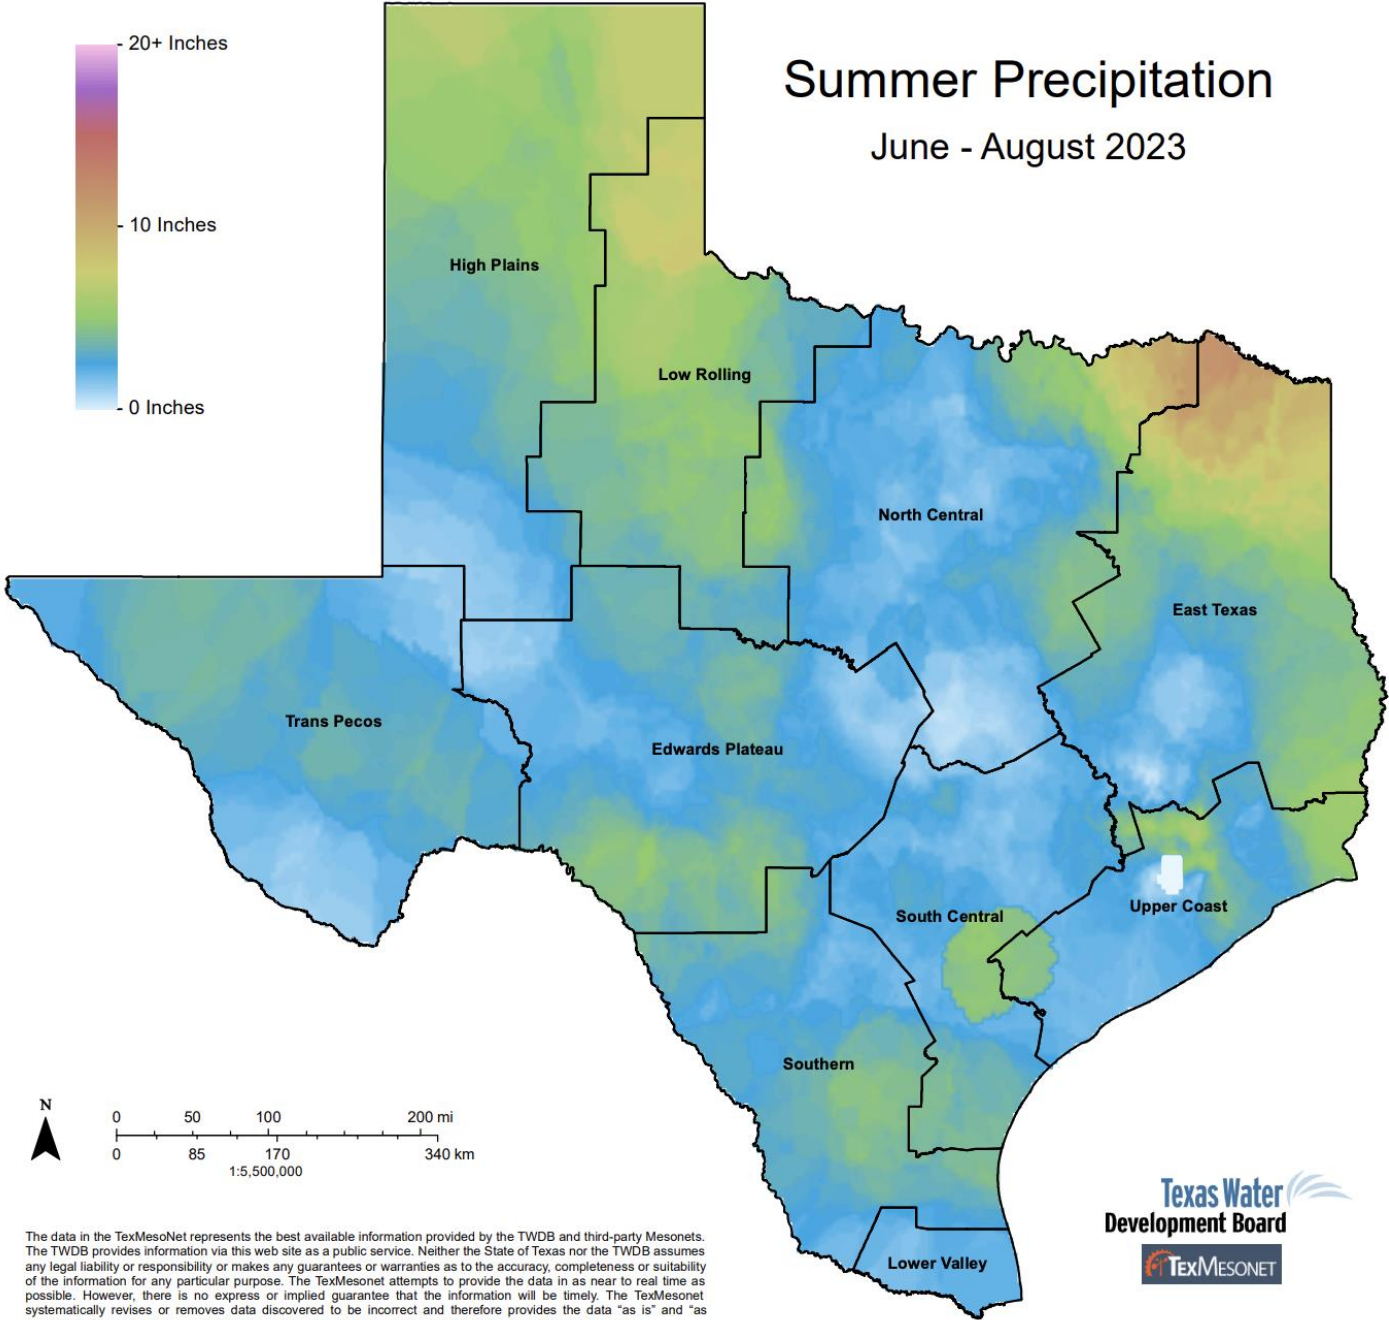 Summer Precipitation
June - August 2023
20+ Inches
10 Inches
0 Inches
High Plains
Low Rolling
North Central
East Texas
Trans Pecos
Edwards Plateau
South Central
Upper Coast
Southern
Lower Valley
N
0 50 100 200 mi
0 85 170 340 km
1:5,500,000
Texas Water
Development Board
TEXMESONET
The data in the TexMesoNet represents the best available information provided by the TWDB and third-party Mesonets.
The TWDB provides information via this web site as a public service. Neither the State of Texas nor the TWDB assumes
any legal liability or responsibility or makes any guarantees or warranties as to the accuracy, completeness or suitability
of the information for any particular purpose. The TexMesonet attempts to provide the data in as near to real time as
possible. However, there is no express or implied guarantee that the information will be timely. The TexMesonet
systematically revises or removes data discovered to be incorrect and therefore provides the data “as is” and “as